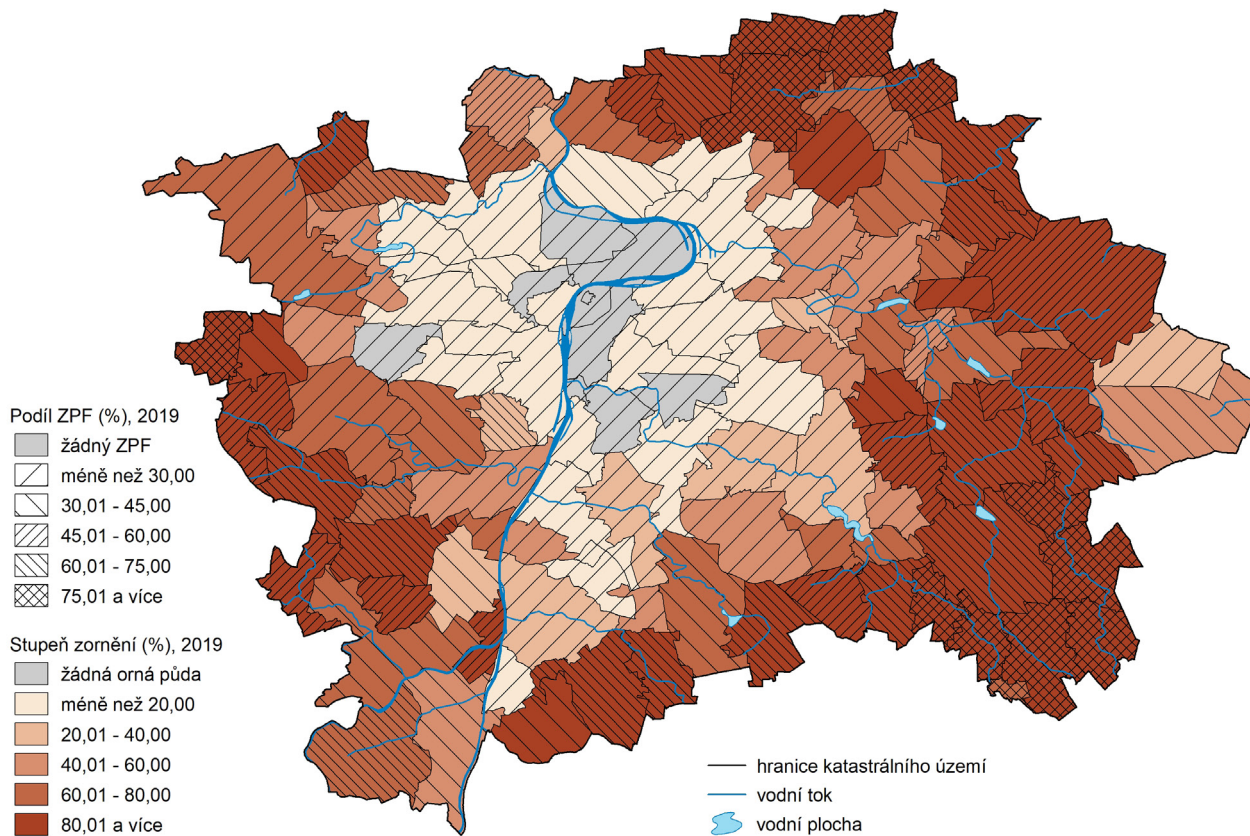 Podíl ZPF (%), 2019
žádný ZPF
méně než 30,00
30,01 - 45,00
45,01 - 60,00
60,01 - 75,00
75,01 a více
Stupeň zornění (%), 2019
žádná orná půda
méně než 20,00
20,01 - 40,00
40,01 - 60,00
60,01 - 80,00
80,01 a více
hranice katastrálního území
vodní tok
vodní plocha